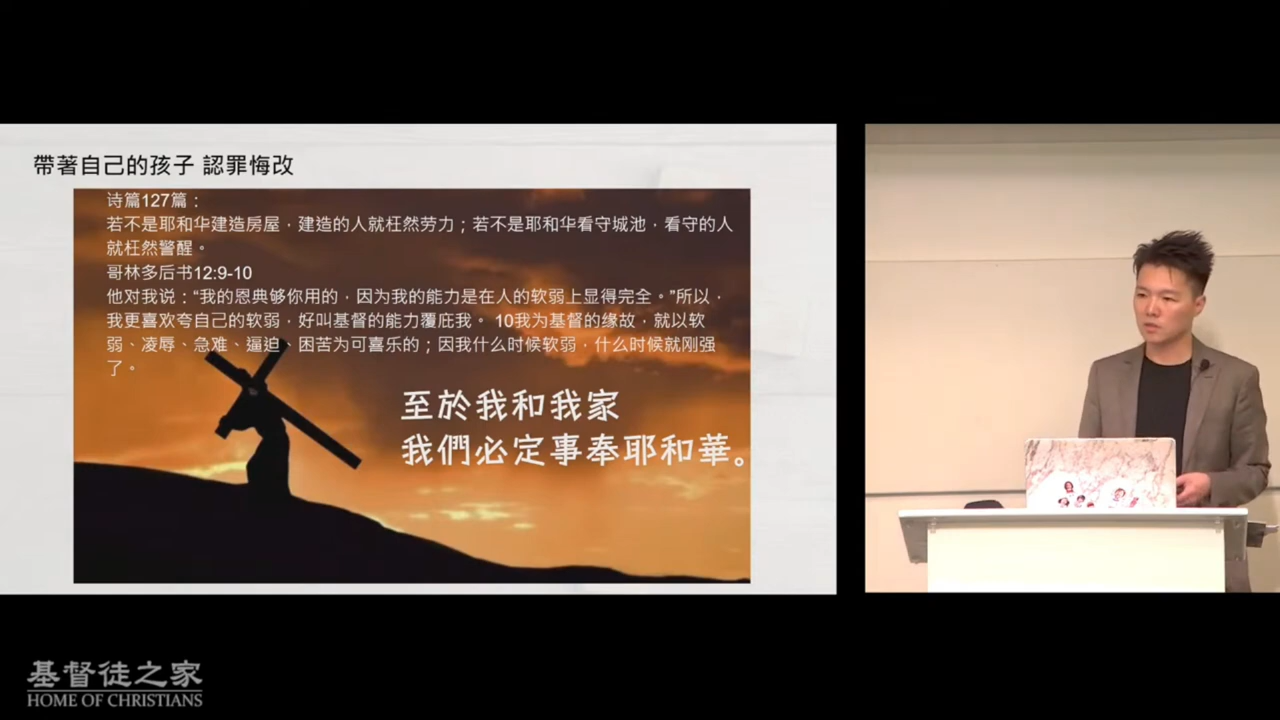 帶著自己的孩子 認罪悔改
诗篇127篇：
若不是耶和华建造房屋，建造的人就枉然劳力；若不是耶和华看守城池，看守的人
就枉然警醒。
哥林多后书12:9-10
他对我说：“我的恩典够你用的，因为我的能力是在人的软弱上显得完全。”所以，
我更喜欢夸自己的软弱，好叫基督的能力覆庇我。 10我为基督的缘故，就以软
弱、凌辱、急难、逼迫、困苦为可喜乐的；因我什么时候软弱，什么时候就刚强
了。
至於我和我家
我們必定事奉耶和華。
基督徒之家
HOME OF CHRISTIANS